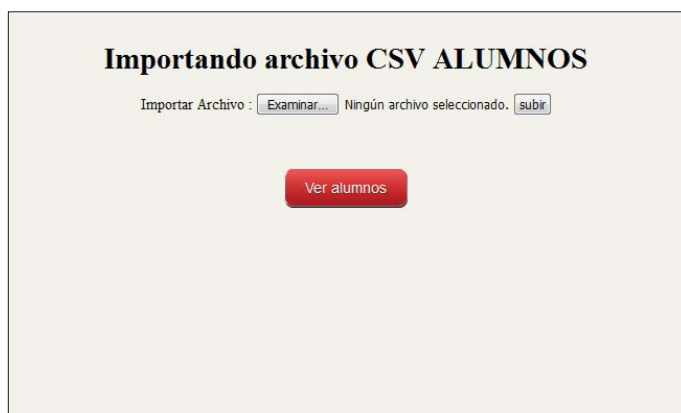 Importando archivo CSV ALUMNOS
Importar Archivo : Examinar... Ningún archivo seleccionado. subir
Ver alumnos